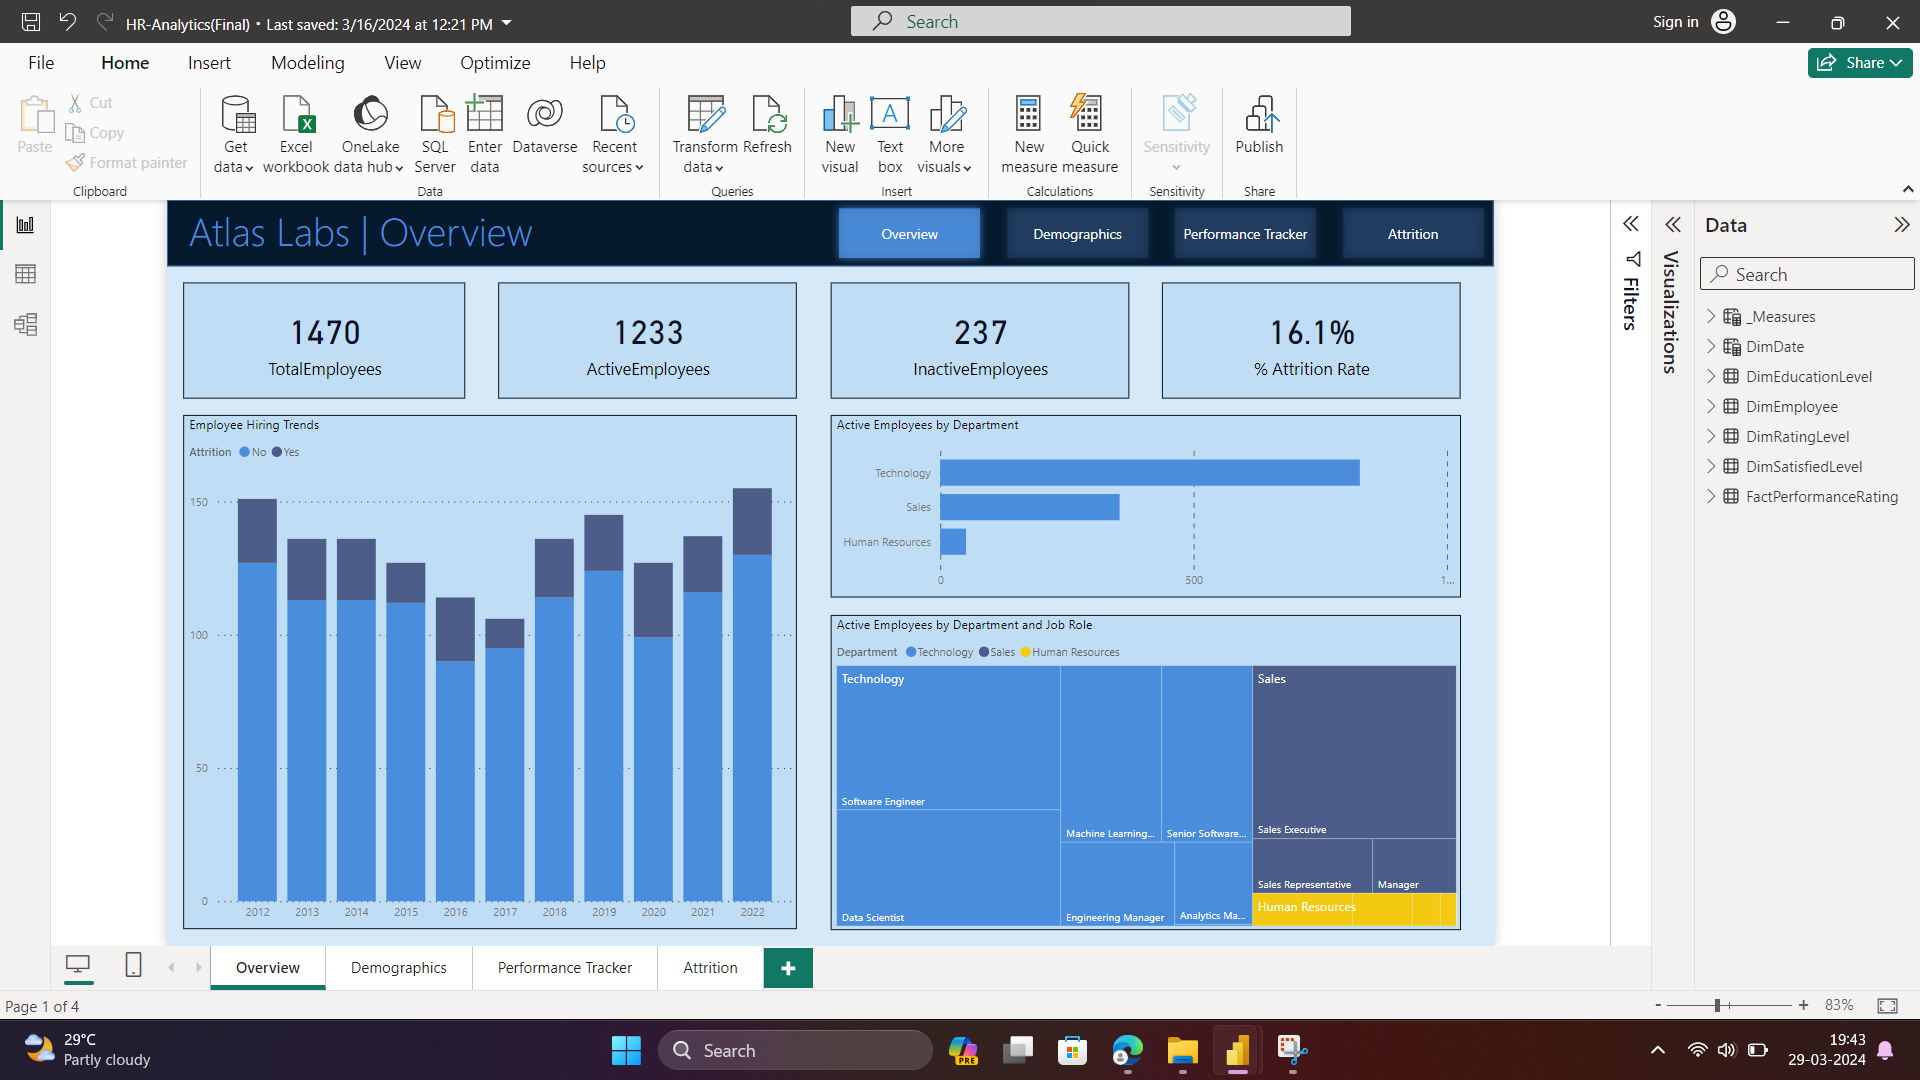 HR-Analytics(Final) • Last saved: 3/16/2024 at 12:21 PM
Search
Sign in
File Home Insert Modeling View Optimize Help
Share
Paste
Cut
Copy
Format painter
Clipboard
Get data
Excel workbook
OneLake data hub
SQL Server
Enter data
Dataverse
Recent sources
Data
Transform data
Refresh
Queries
New visual
Text box
More visuals
Insert
New measure
Quick measure
Calculations
Sensitivity
Sensitivity
Publish
Share
Atlas Labs | Overview
Overview
Demographics
Performance Tracker
Attrition
1470
TotalEmployees
1233
ActiveEmployees
237
InactiveEmployees
16.1%
% Attrition Rate
Employee Hiring Trends
Attrition No Yes
150
100
50
0
2012 2013 2014 2015 2016 2017 2018 2019 2020 2021 2022
Active Employees by Department
Technology
Sales
Human Resources
0 500 1...
Active Employees by Department and Job Role
Department Technology Sales Human Resources
Technology
Software Engineer
Data Scientist
Machine Learning...
Senior Software...
Engineering Manager
Analytics Ma...
Sales
Sales Executive
Sales Representative
Manager
Human Resources
Filters
Visualizations
Data
Search
_Measures
DimDate
DimEducationLevel
DimEmployee
DimRatingLevel
DimSatisfiedLevel
FactPerformanceRating
Overview
Demographics
Performance Tracker
Attrition
+
Page 1 of 4
- + 83%
29°C
Partly cloudy
Search
PRE
19:43
29-03-2024